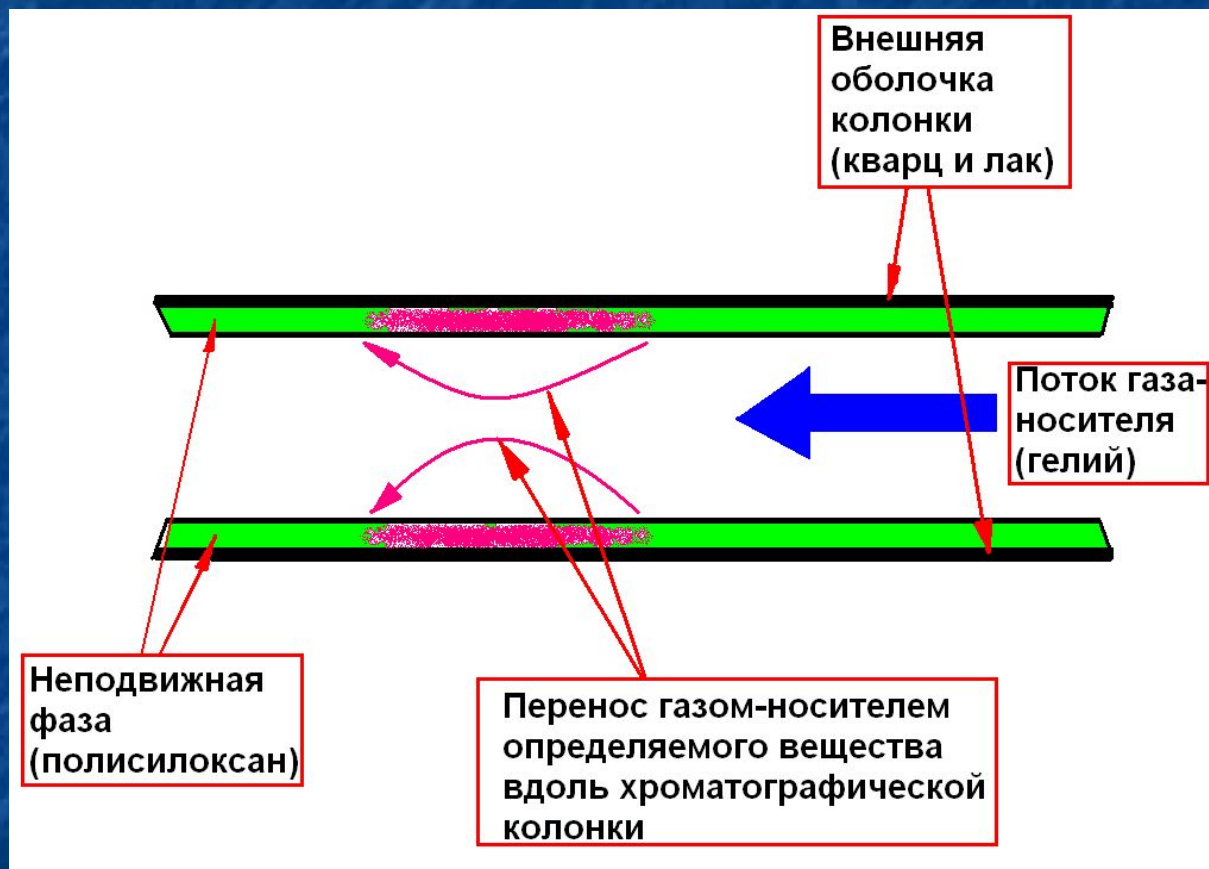 Внешняя
оболочка
колонки
(кварц и лак)
Поток газа-
носителя
(гелий)
Неподвижная
фаза
(полисилоксан)
Перенос газом-носителем
определяемого вещества
вдоль хроматографической
колонки